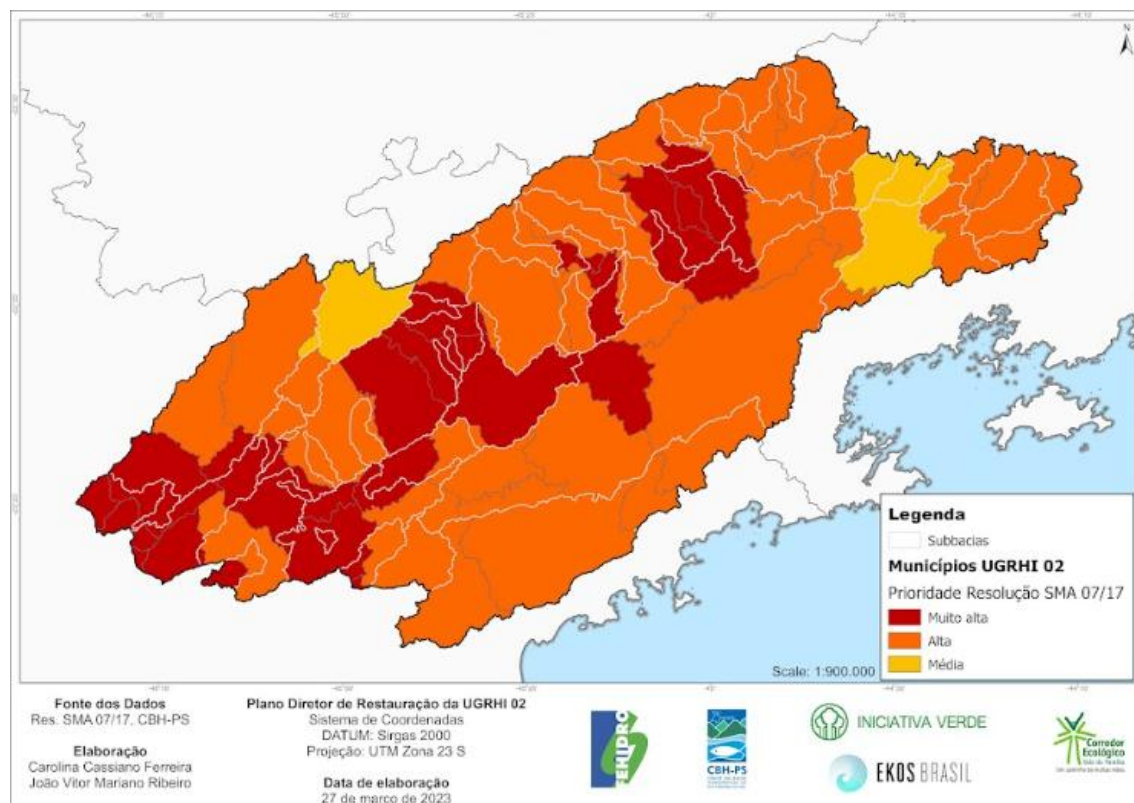 N
Legenda
Subbacias
Municípios UGRHI 02
Prioridade Resolução SMA 07/17
Muito alta
Alta
Média
Scale: 1:900.000
Fonte dos Dados
Res. SMA 07/17, CBH-PS
Elaboração
Carolina Cassiano Ferreira
João Vitor Mariano Ribeiro
Plano Diretor de Restauração da UGRHI 02
Sistema de Coordenadas
DATUM: Sirgas 2000
Projeção: UTM Zona 23 S
Data de elaboração
27 de março de 2023
FEHIDRO
CBH-PS
INICIATIVA VERDE
EKOS BRASIL
Corredor
Ecológico
Vale do Paraíba